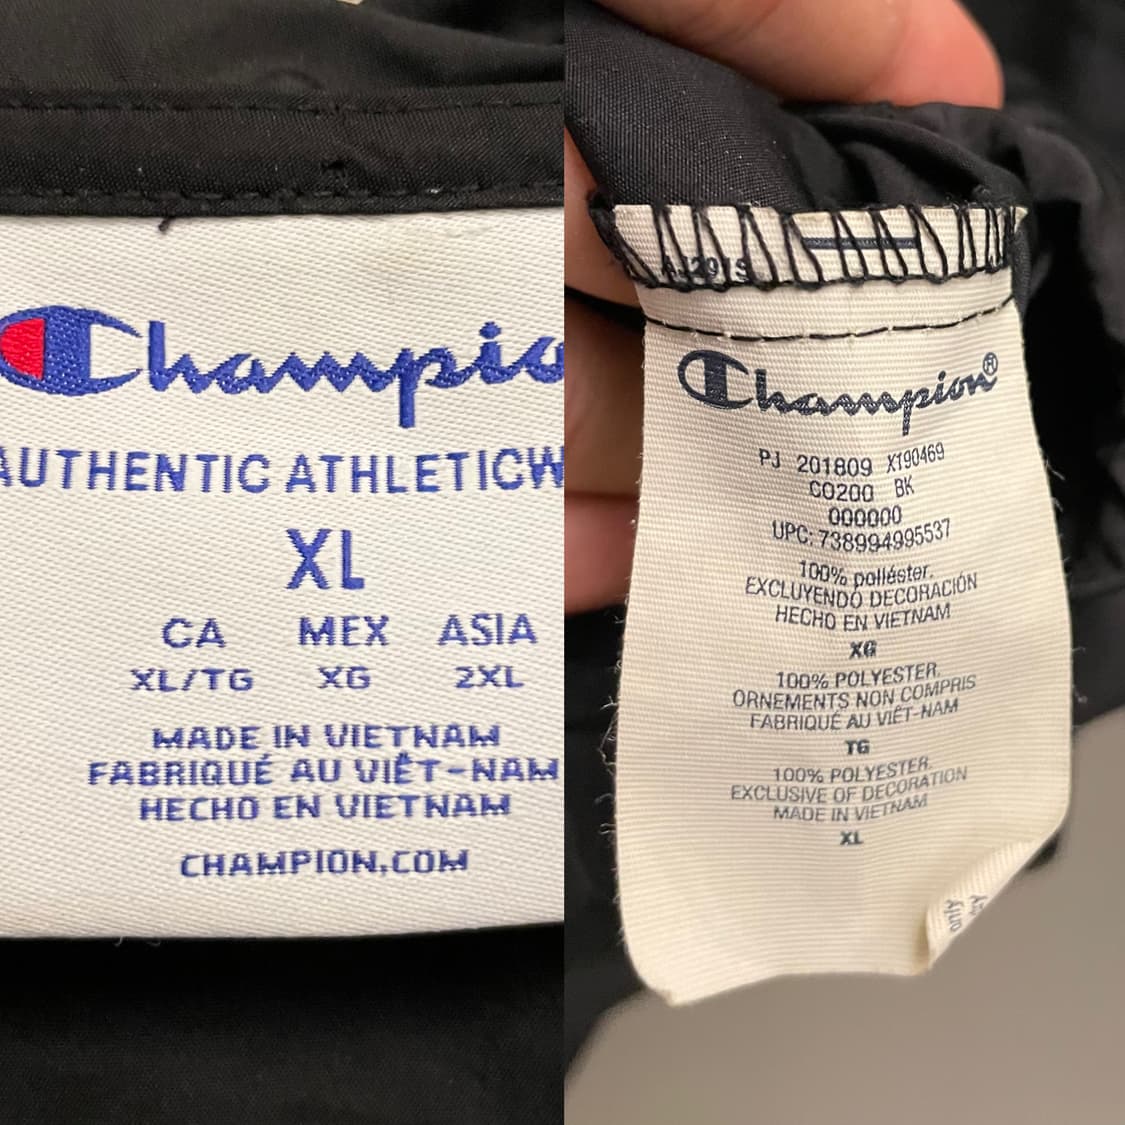 Champio
AUTHENTIC ATHLETICW
XL
CA MEX ASIA
XL/TG XG 2XL
MADE IN VIETNAM
FABRIQUÉ AU VIÊT-NAM
HECHO EN VIETNAM
CHAMPION.COM
Champion®
PJ 201809 X190469
CO200 BK
000000
UPC: 738994995537
100% poliéster.
EXCLUYENDO DECORACIÓN
HECHO EN VIETNAM
XG
100% POLYESTER.
ORNEMENTS NON COMPRIS
FABRIQUÉ AU VIÊT-NAM
TG
100% POLYESTER.
EXCLUSIVE OF DECORATION
MADE IN VIETNAM
XL
only